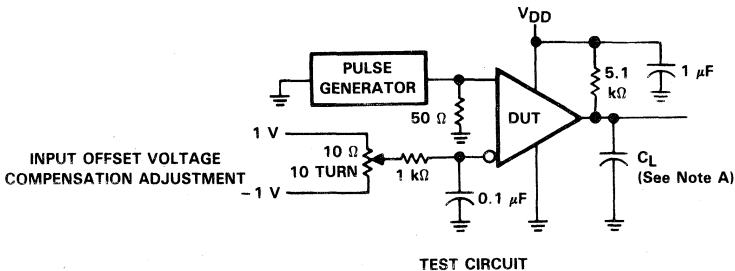 VDD
PULSE
GENERATOR
5.1
kΩ
1 μF
50 Ω
DUT
1 V
INPUT OFFSET VOLTAGE
COMPENSATION ADJUSTMENT
10 Ω
10 TURN
1 kΩ
−1 V
0.1 μF
CL
(See Note A)
TEST CIRCUIT